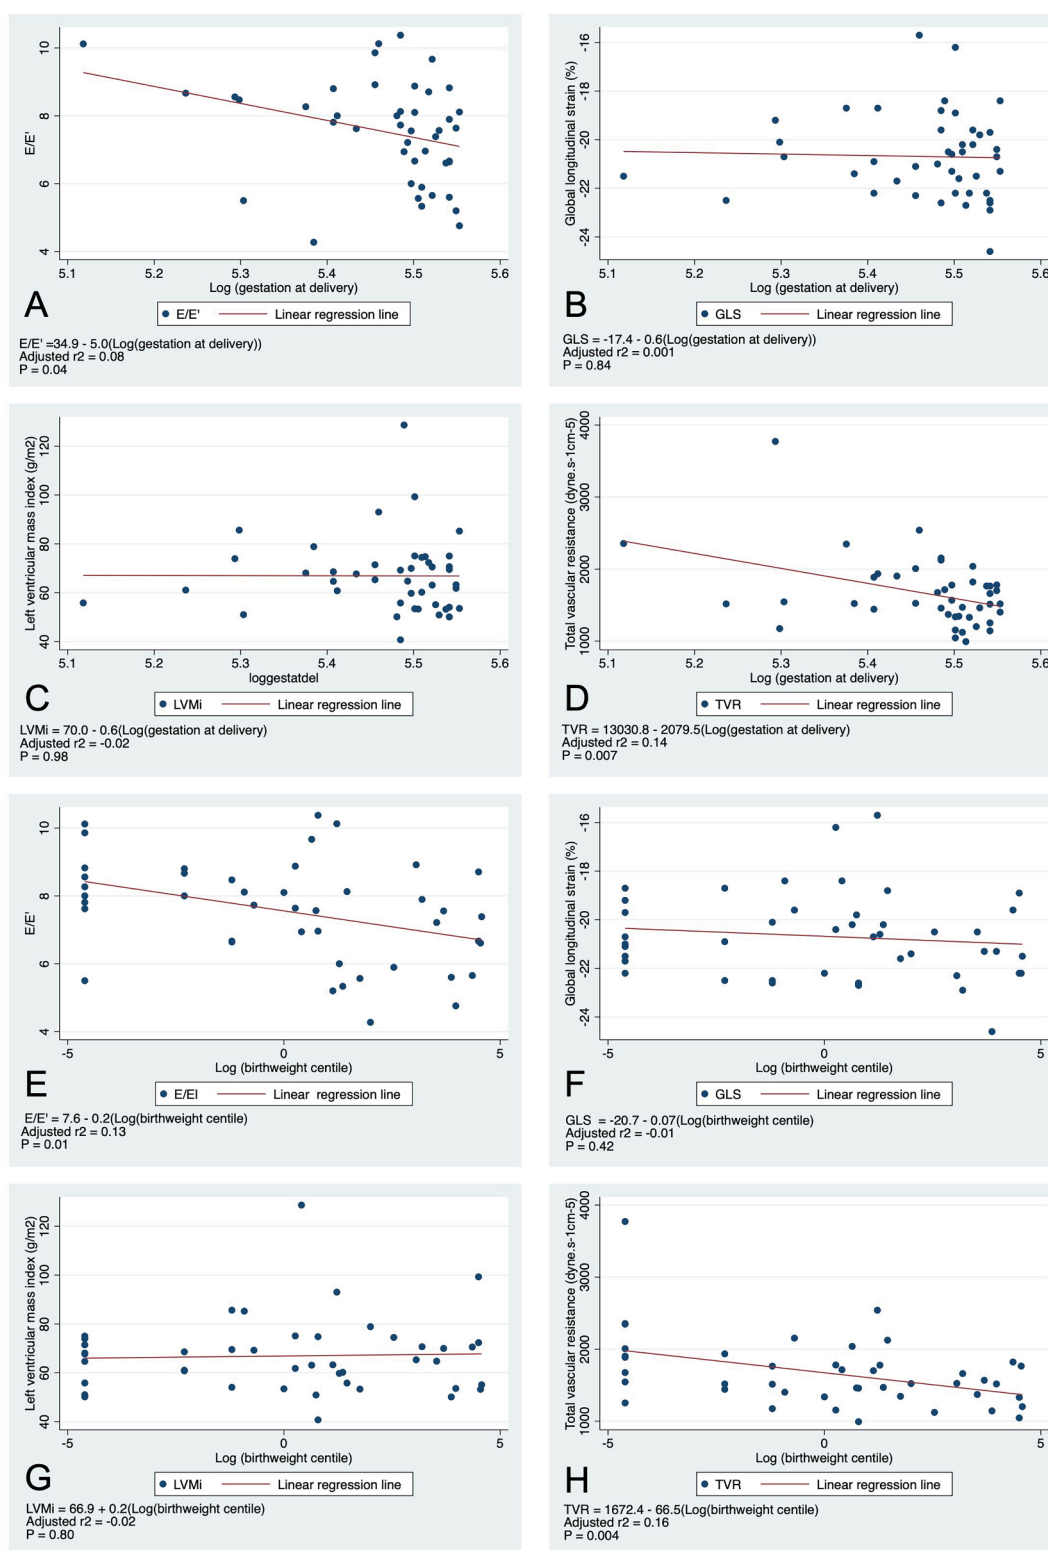 10
8
6
4
E/E'
5.1 5.2 5.3 5.4 5.5 5.6
Log (gestation at delivery)
A
E/E' Linear regression line
E/E' =34.9 - 5.0(Log(gestation at delivery))
Adjusted r2 = 0.08
P = 0.04
-16
-18
-20
-22
-24
Global longitudinal strain (%)
5.1 5.2 5.3 5.4 5.5 5.6
Log (gestation at delivery)
B
GLS Linear regression line
GLS = -17.4 - 0.6(Log(gestation at delivery))
Adjusted r2 = 0.001
P = 0.84
120
100
80
60
40
Left ventricular mass index (g/m2)
5.1 5.2 5.3 5.4 5.5 5.6
loggestatdel
C
LVMi Linear regression line
LVMi = 70.0 - 0.6(Log(gestation at delivery)
Adjusted r2 = -0.02
P = 0.98
4000
3000
2000
1000
Total vascular resistance (dyne.s-1cm-5)
5.1 5.2 5.3 5.4 5.5 5.6
Log (gestation at delivery)
D
TVR Linear regression line
TVR = 13030.8 - 2079.5(Log(gestation at delivery)
Adjusted r2 = 0.14
P = 0.007
10
8
6
4
E/E'
-5 0 5
Log (birthweight centile)
E
E/EI Linear regression line
E/E' = 7.6 - 0.2(Log(birthweight centile)
Adjusted r2 = 0.13
P = 0.01
-16
-18
-20
-22
-24
Global longitudinal strain (%)
-5 0 5
Log (birthweight centile)
F
GLS Linear regression line
GLS = -20.7 - 0.07(Log(birthweight centile)
Adjusted r2 = -0.01
P = 0.42
120
100
80
60
40
Left ventricular mass index (g/m2)
-5 0 5
Log (birthweight centile)
G
LVMi Linear regression line
LVMi = 66.9 + 0.2(Log(birthweight centile)
Adjusted r2 = -0.02
P = 0.80
4000
3000
2000
1000
Total vascular resistance (dyne.s-1cm-5)
-5 0 5
Log (birthweight centile)
H
TVR Linear regression line
TVR = 1672.4 - 66.5(Log(birthweight centile)
Adjusted r2 = 0.16
P = 0.004